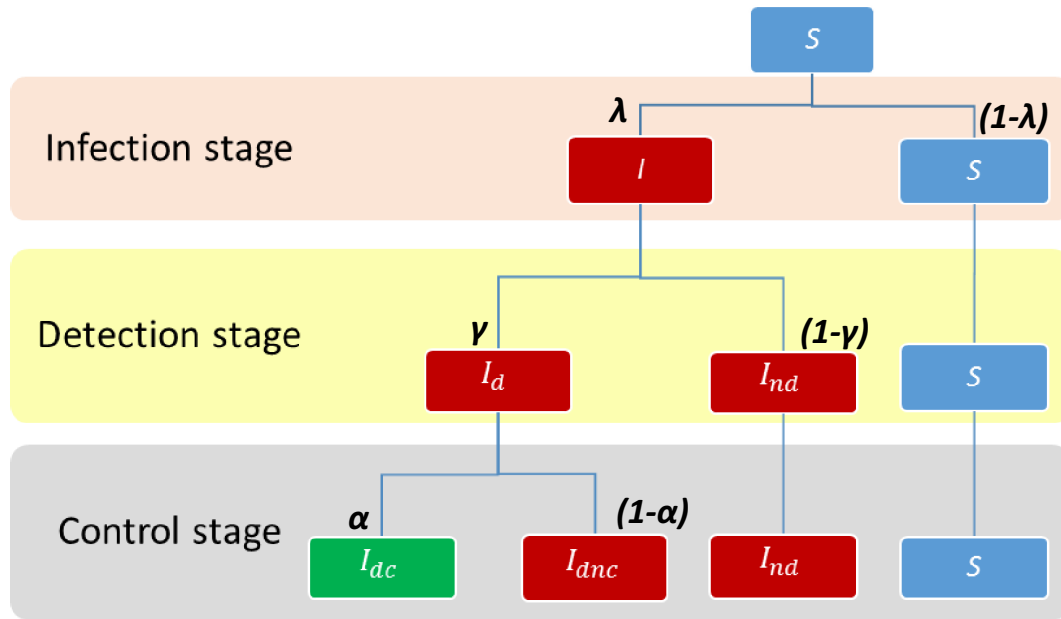 S
λ
(1-λ)
Infection stage
I
S
Detection stage
γ
(1-γ)
I_d
I_nd
S
Control stage
α
(1-α)
I_dc
I_dnc
I_nd
S